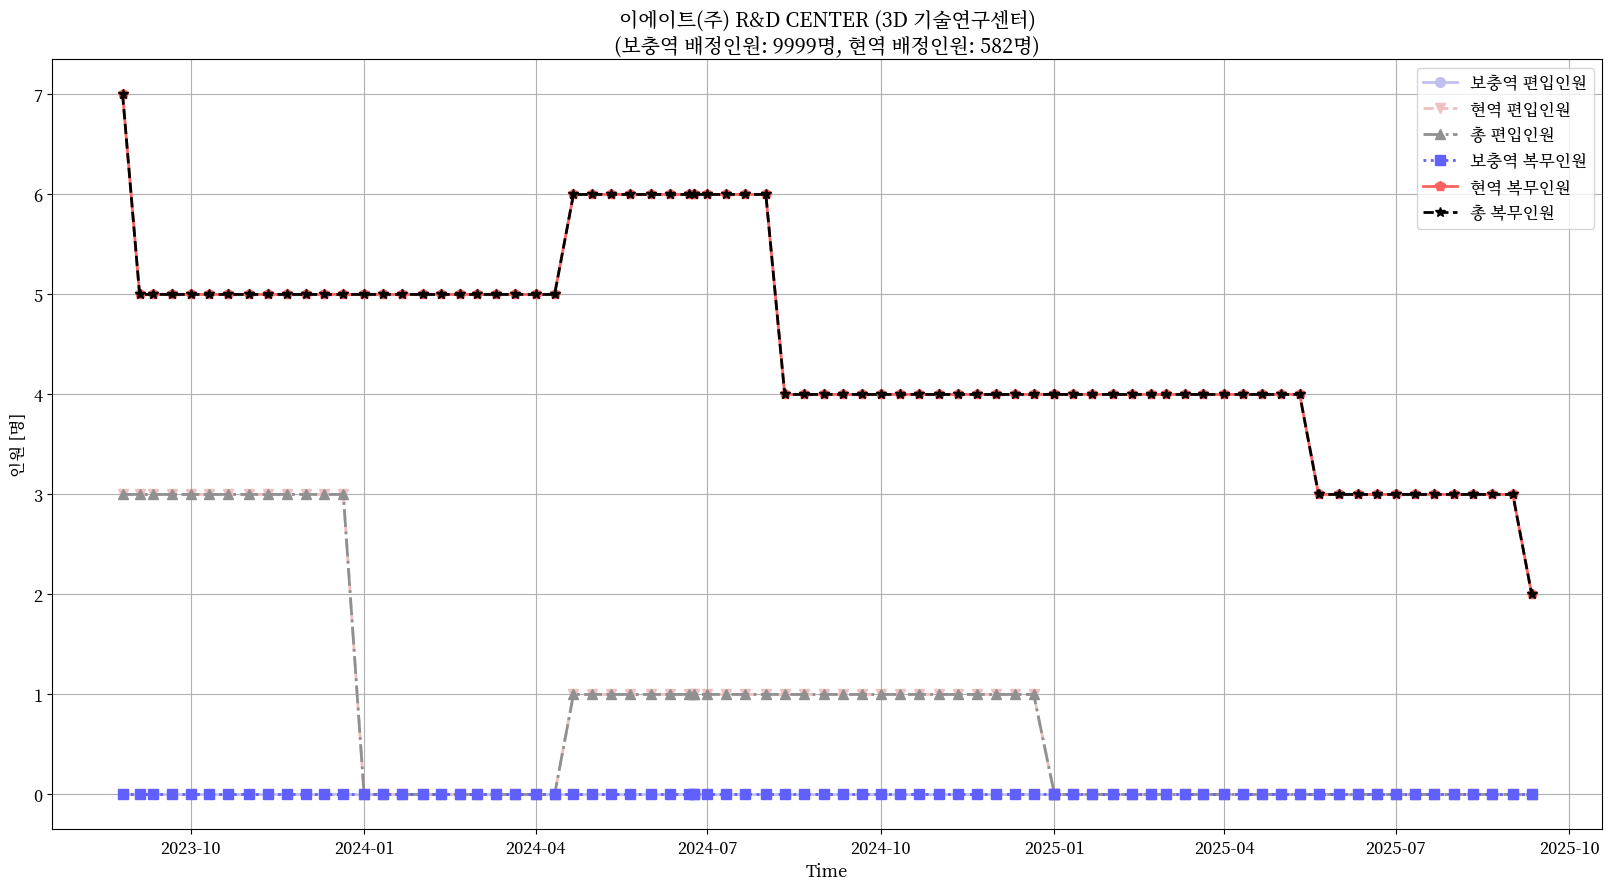 이에이트(주) R&D CENTER (3D 기술연구센터)
(보충역 배정인원: 9999명, 현역 배정인원: 582명)
보충역 편입인원
현역 편입인원
총 편입인원
보충역 복무인원
현역 복무인원
총 복무인원
인원 [명]
7
6
5
4
3
2
1
0
2023-10
2024-01
2024-04
2024-07
2024-10
2025-01
2025-04
2025-07
2025-10
Time